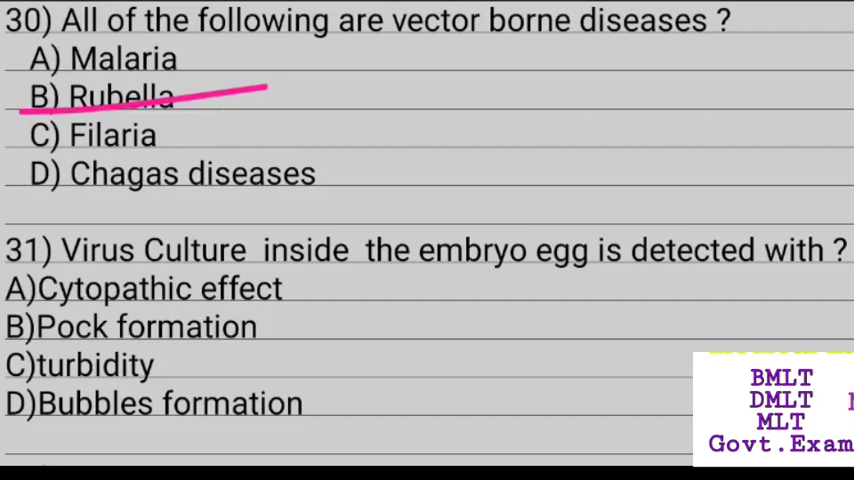 30) All of the following are vector borne diseases ?
A) Malaria
B) Rubella
C) Filaria
D) Chagas diseases
31) Virus Culture inside the embryo egg is detected with ?
A)Cytopathic effect
B)Pock formation
C)turbidity
D)Bubbles formation
BMLT
DMLT
MLT
Govt.Exam